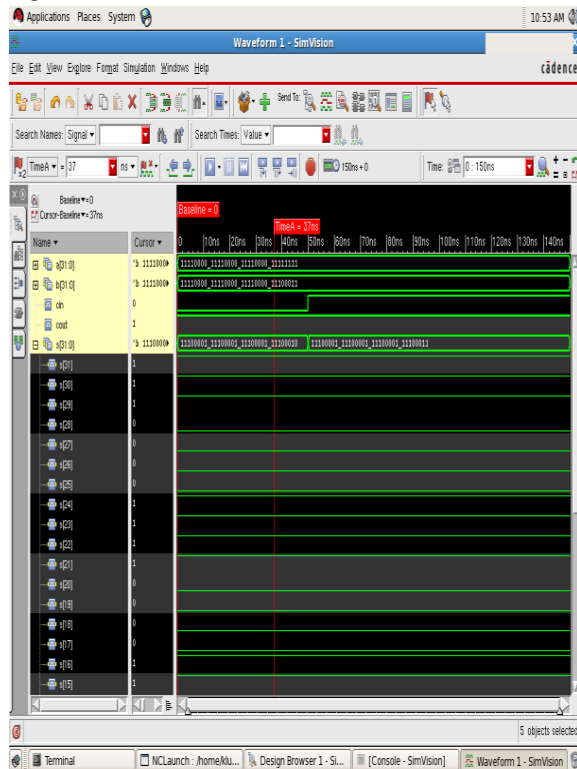 Applications Places System 10:53 AM
Waveform 1 - SimVision
File Edit View Explore Format Simulation Windows Help cādence
Send To:
Search Names: Signal Search Times: Value
TimeA = 37 ns 150ns + 0 Time: 0 : 150ns
Baseline = 0
Cursor-Baseline = 37ns
Baseline = 0
TimeA = 37ns
Name Cursor 0 10ns 20ns 30ns 40ns 50ns 60ns 70ns 80ns 90ns 100ns 110ns 120ns 130ns 140ns
a[31:0] 'b 1111000 11110000_11110000_11110000_11111111
b[31:0] 'b 1111000 11110000_11110000_11110000_11100011
cin 0
cout 1
s[31:0] 'b 1110000 11100001_11100001_11100001_11100010 11100001_11100001_11100001_11100011
s[31] 1
s[30] 1
s[29] 1
s[28] 0
s[27] 0
s[26] 0
s[25] 0
s[24] 1
s[23] 1
s[22] 1
s[21] 1
s[20] 0
s[19] 0
s[18] 0
s[17] 0
s[16] 1
s[15] 1
5 objects selected
Terminal NCLaunch : /home/klu... Design Browser 1 - Si... [Console - SimVision] Waveform 1 - SimVision